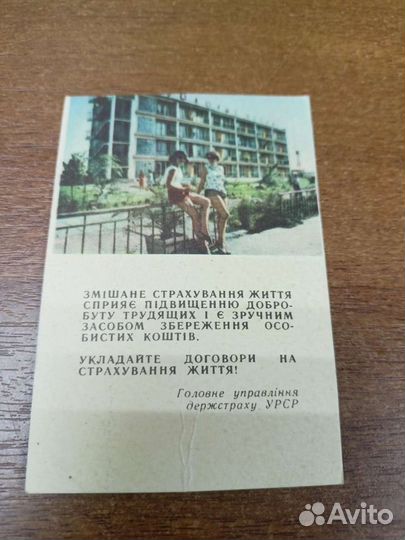 ЗМІШАНЕ СТРАХУВАННЯ ЖИТТЯ
СПРИЯЄ ПІДВИЩЕННЮ ДОБРО-
БУТУ ТРУДЯЩИХ І Є ЗРУЧНИМ
ЗАСОБОМ ЗБЕРЕЖЕННЯ ОСО-
БИСТИХ КОШТІВ.
УКЛАДАЙТЕ ДОГОВОРИ НА
СТРАХУВАННЯ ЖИТТЯ!
Головне управління
держстраху УРСР
Avito